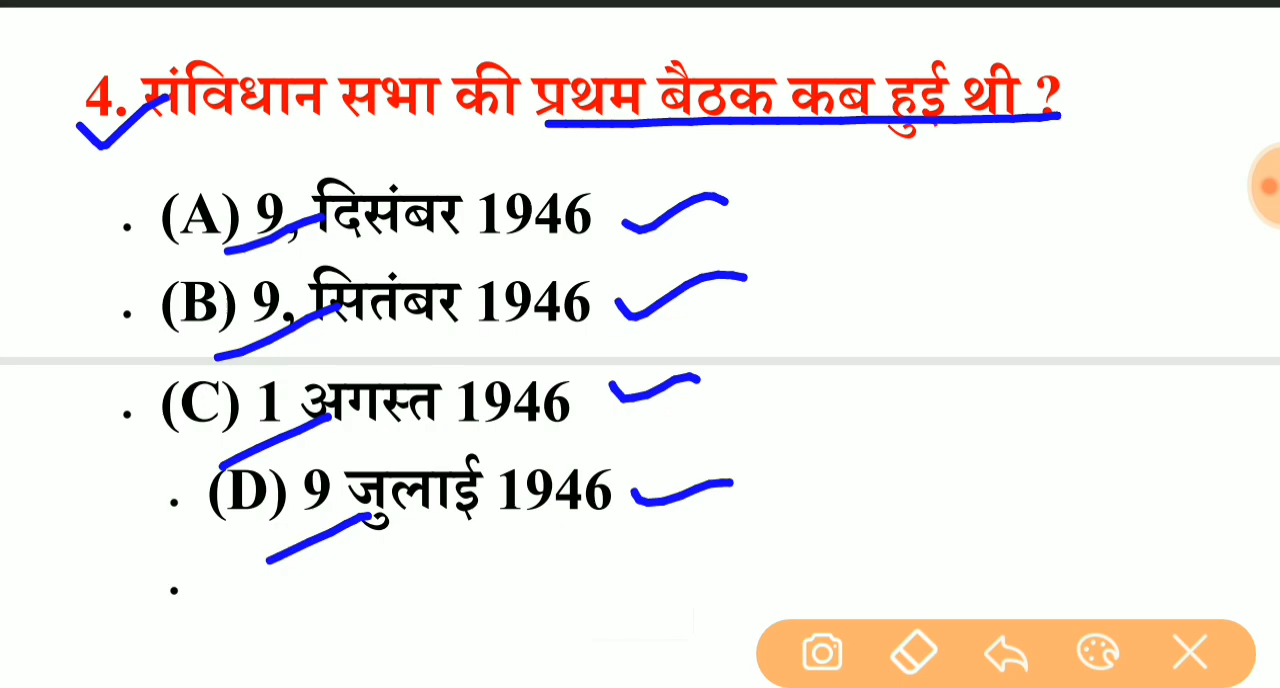 4. संविधान सभा की प्रथम बैठक कब हुई थी ?
. (A) 9, दिसंबर 1946
. (B) 9, सितंबर 1946
. (C) 1 अगस्त 1946
. (D) 9 जुलाई 1946
.